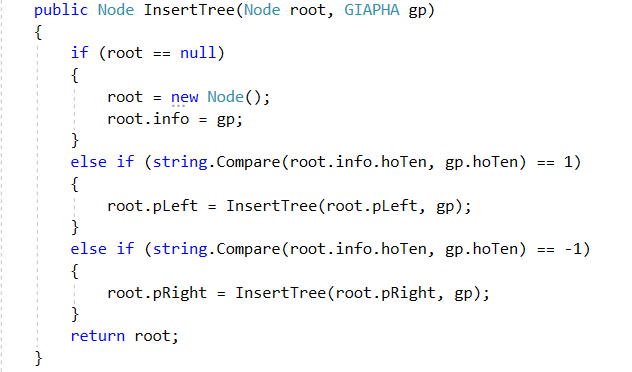 public Node InsertTree(Node root, GIAPHA gp)
{
if (root == null)
{
root = new Node();
root.info = gp;
}
else if (string.Compare(root.info.hoTen, gp.hoTen) == 1)
{
root.pLeft = InsertTree(root.pLeft, gp);
}
else if (string.Compare(root.info.hoTen, gp.hoTen) == -1)
{
root.pRight = InsertTree(root.pRight, gp);
}
return root;
}